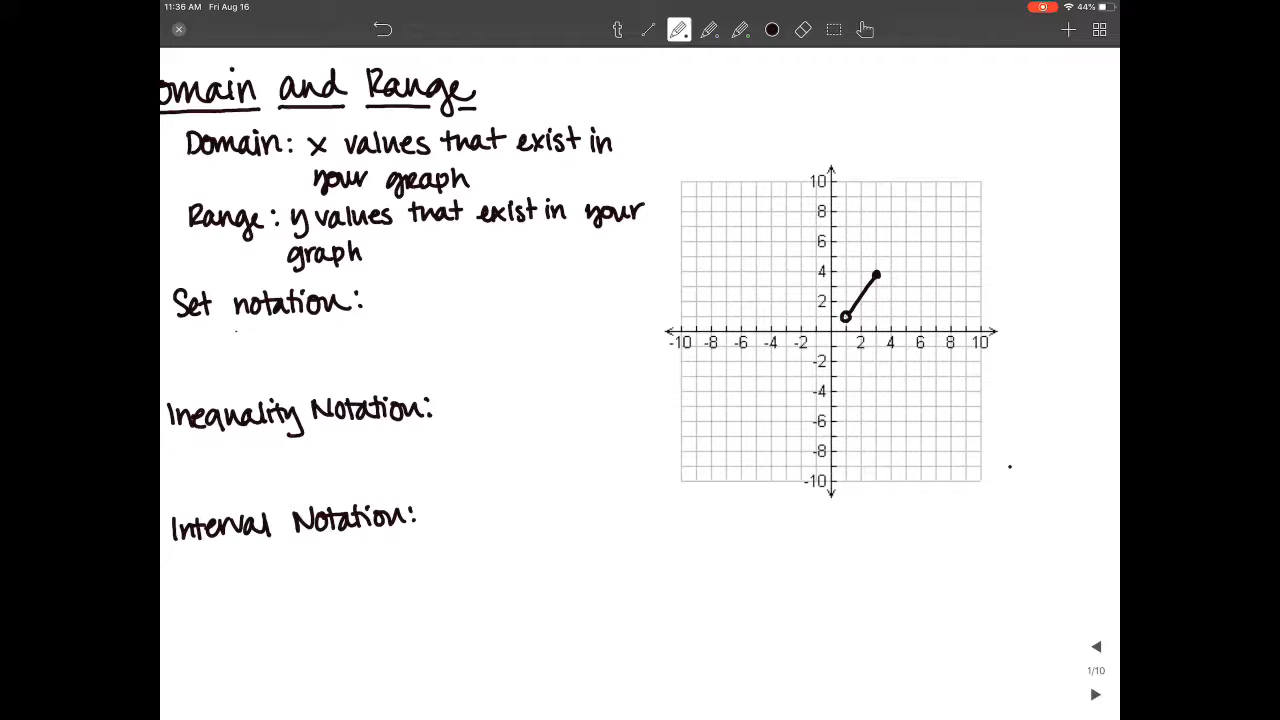 11:36 AM Fri Aug 16
44%
omain and Range
Domain: x values that exist in
your graph
Range: y values that exist in your
graph
Set notation:
Inequality Notation:
Interval Notation:
10
8
6
4
2
-10 -8 -6 -4 -2 2 4 6 8 10
-2
-4
-6
-8
-10
1/10